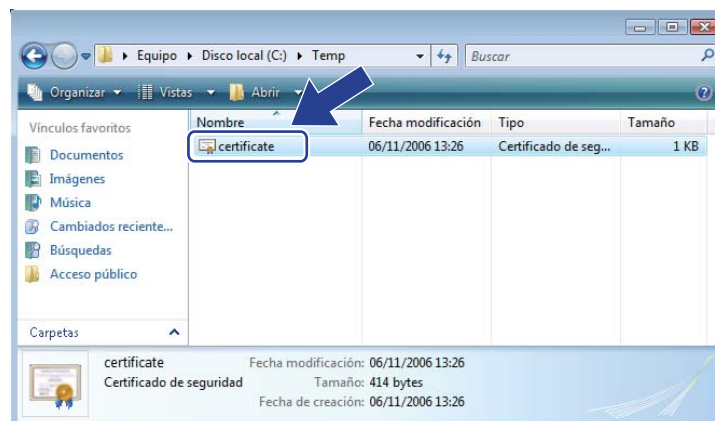 Equipo Disco local (C:) Temp Buscar
Organizar Vistas Abrir
Vínculos favoritos
Documentos
Imágenes
Música
Cambiados reciente...
Búsquedas
Acceso público
Carpetas
Nombre Fecha modificación Tipo Tamaño
certificate 06/11/2006 13:26 Certificado de seg... 1 KB
certificate Fecha modificación: 06/11/2006 13:26
Certificado de seguridad Tamaño: 414 bytes
Fecha de creación: 06/11/2006 13:26